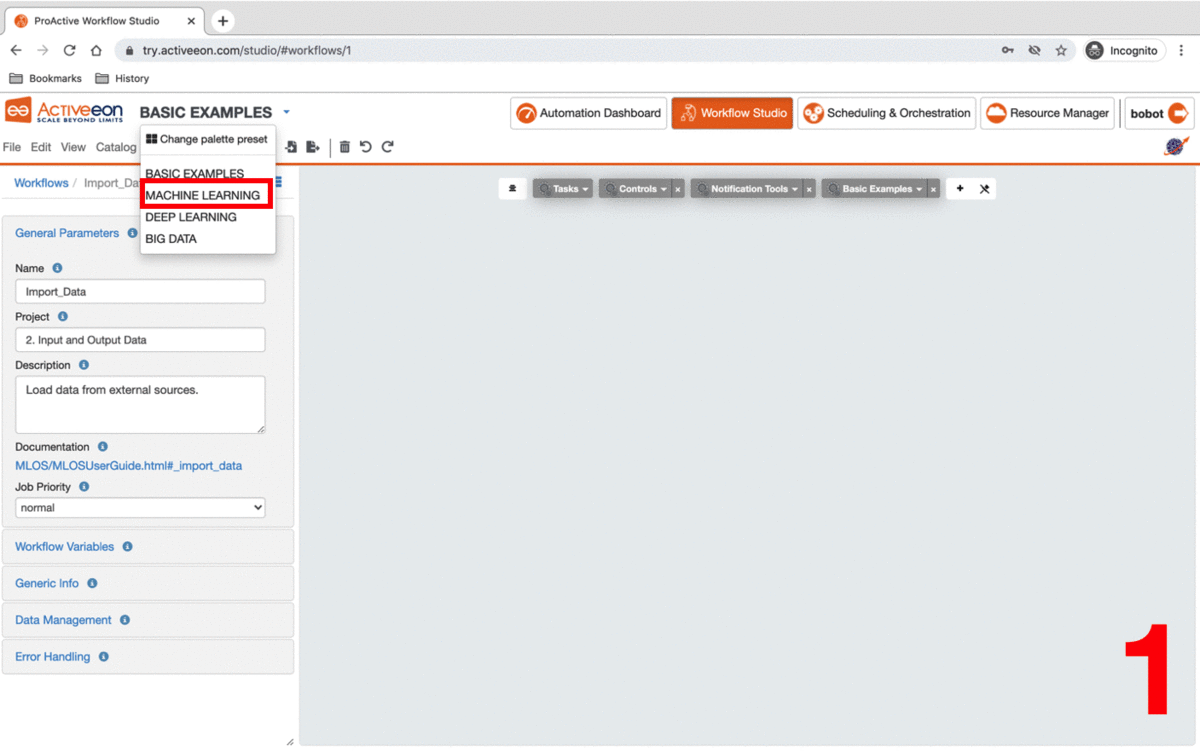 ProActive Workflow Studio
try.activeeon.com/studio/#workflows/1
Incognito
Bookmarks History
Activeeon
SCALE BEYOND LIMITS
BASIC EXAMPLES
Automation Dashboard Workflow Studio Scheduling & Orchestration Resource Manager bobot
File Edit View Catalog
Change palette preset
BASIC EXAMPLES
MACHINE LEARNING
DEEP LEARNING
BIG DATA
Workflows / Import_Da
Tasks Controls × Notification Tools × Basic Examples ×
General Parameters
Name
Import_Data
Project
2. Input and Output Data
Description
Load data from external sources.
Documentation
MLOS/MLOSUserGuide.html#_import_data
Job Priority
normal
Workflow Variables
Generic Info
Data Management
Error Handling
1